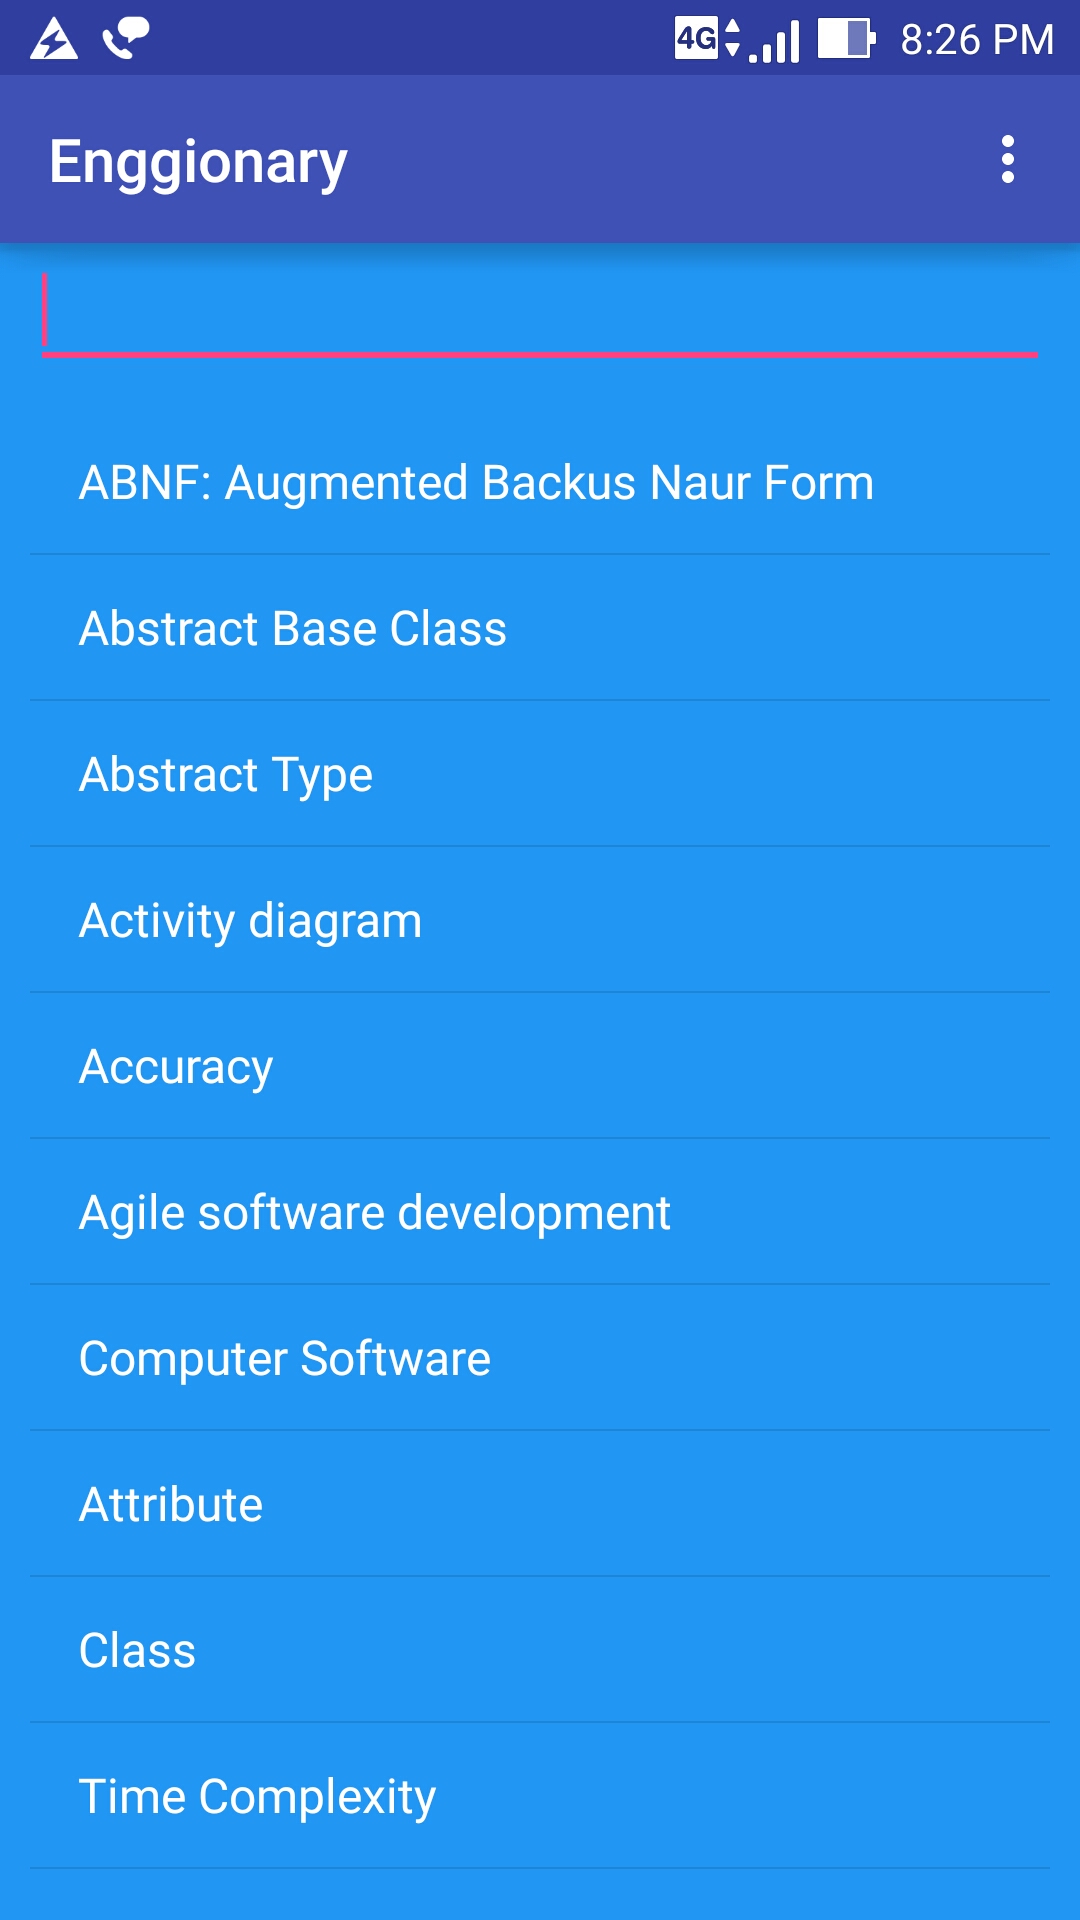 4G 8:26 PM
Enggionary
ABNF: Augmented Backus Naur Form
Abstract Base Class
Abstract Type
Activity diagram
Accuracy
Agile software development
Computer Software
Attribute
Class
Time Complexity